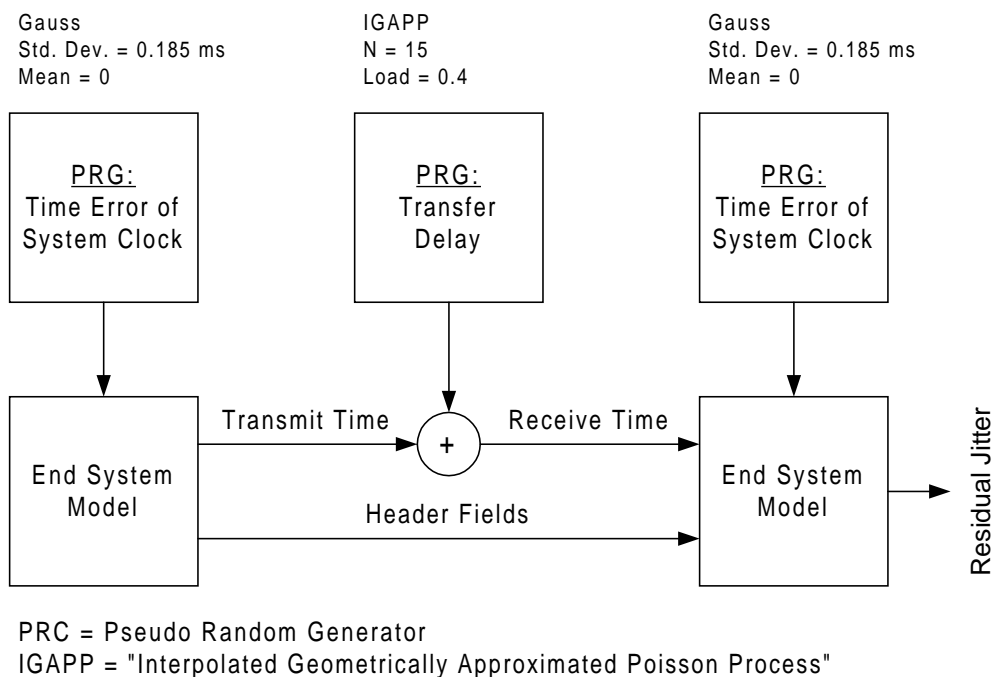 Gauss
Std. Dev. = 0.185 ms
Mean = 0
IGAPP
N = 15
Load = 0.4
Gauss
Std. Dev. = 0.185 ms
Mean = 0
PRG:
Time Error of
System Clock
PRG:
Transfer
Delay
PRG:
Time Error of
System Clock
End System
Model
Transmit Time
+
Receive Time
Header Fields
End System
Model
Residual Jitter
PRC = Pseudo Random Generator
IGAPP = "Interpolated Geometrically Approximated Poisson Process"